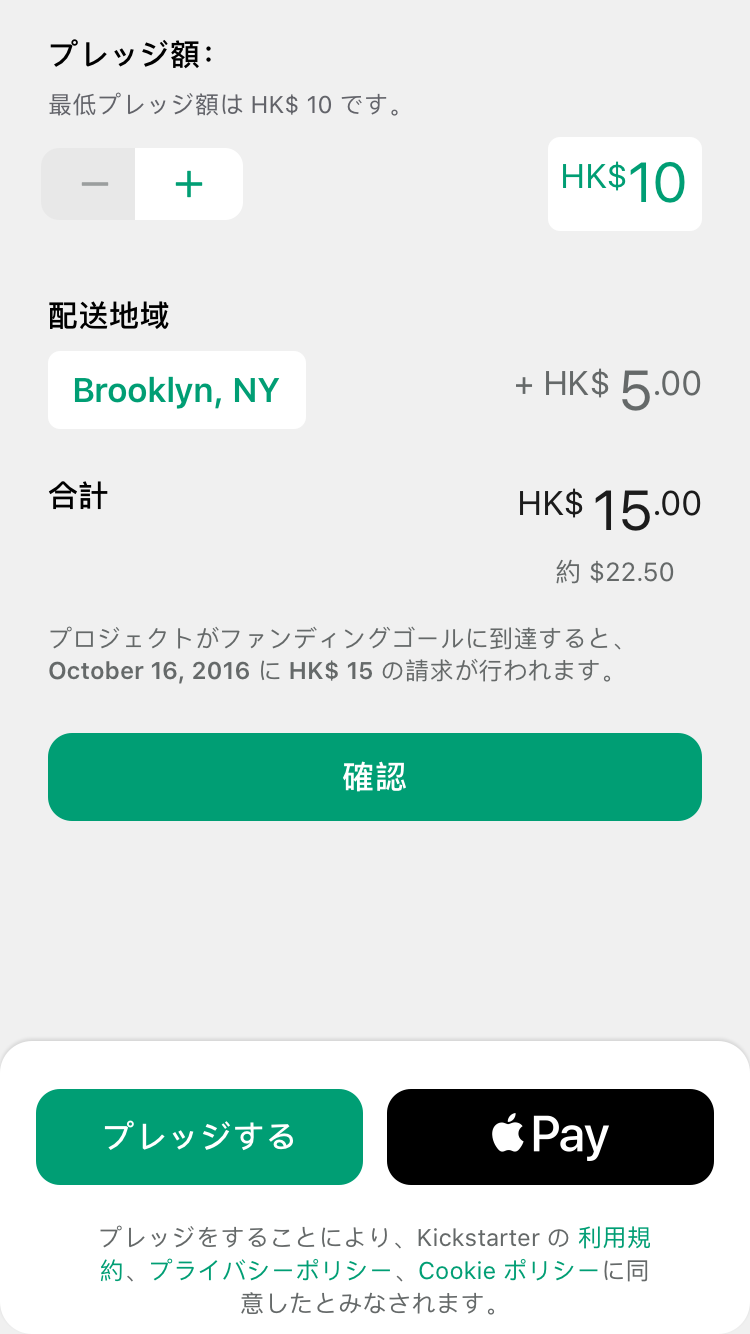 プレッジ額：
最低プレッジ額は HK$ 10 です。
− +
HK$10
配送地域
Brooklyn, NY
+ HK$ 5.00
合計
HK$ 15.00
約 $22.50
プロジェクトがファンディングゴールに到達すると、
October 16, 2016 に HK$ 15 の請求が行われます。
確認
プレッジする
Pay
プレッジをすることにより、Kickstarter の 利用規
約、プライバシーポリシー、Cookie ポリシーに同
意したとみなされます。